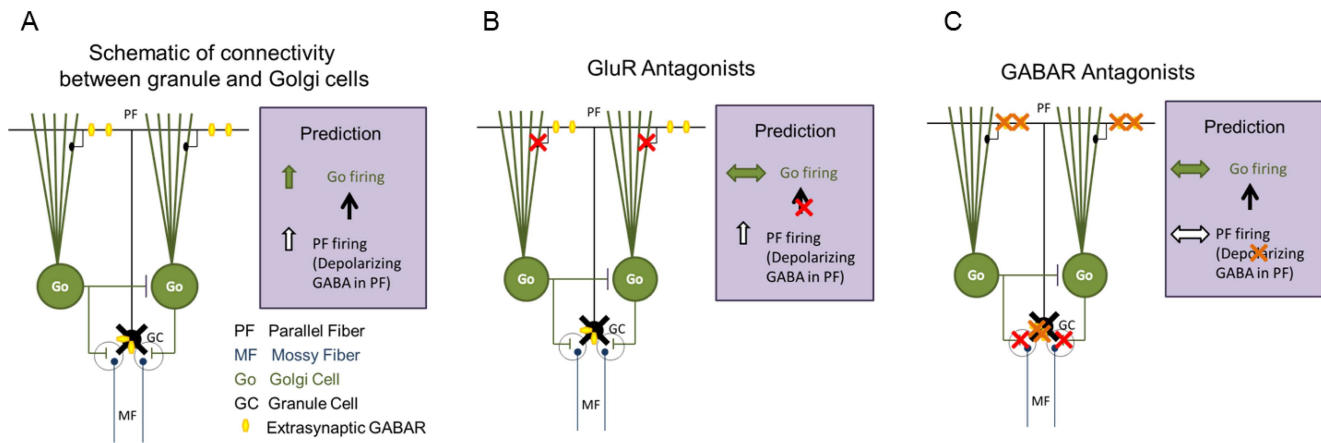 A
Schematic of connectivity
between granule and Golgi cells
PF
Prediction
Go firing
PF firing
(Depolarizing
GABA in PF)
Go
Go
GC
MF
PF Parallel Fiber
MF Mossy Fiber
Go Golgi Cell
GC Granule Cell
Extrasynaptic GABAR
B
GluR Antagonists
PF
Prediction
Go firing
PF firing
(Depolarizing
GABA in PF)
Go
Go
GC
MF
C
GABAR Antagonists
PF
Prediction
Go firing
PF firing
(Depolarizing
GABA in PF)
Go
Go
GC
MF